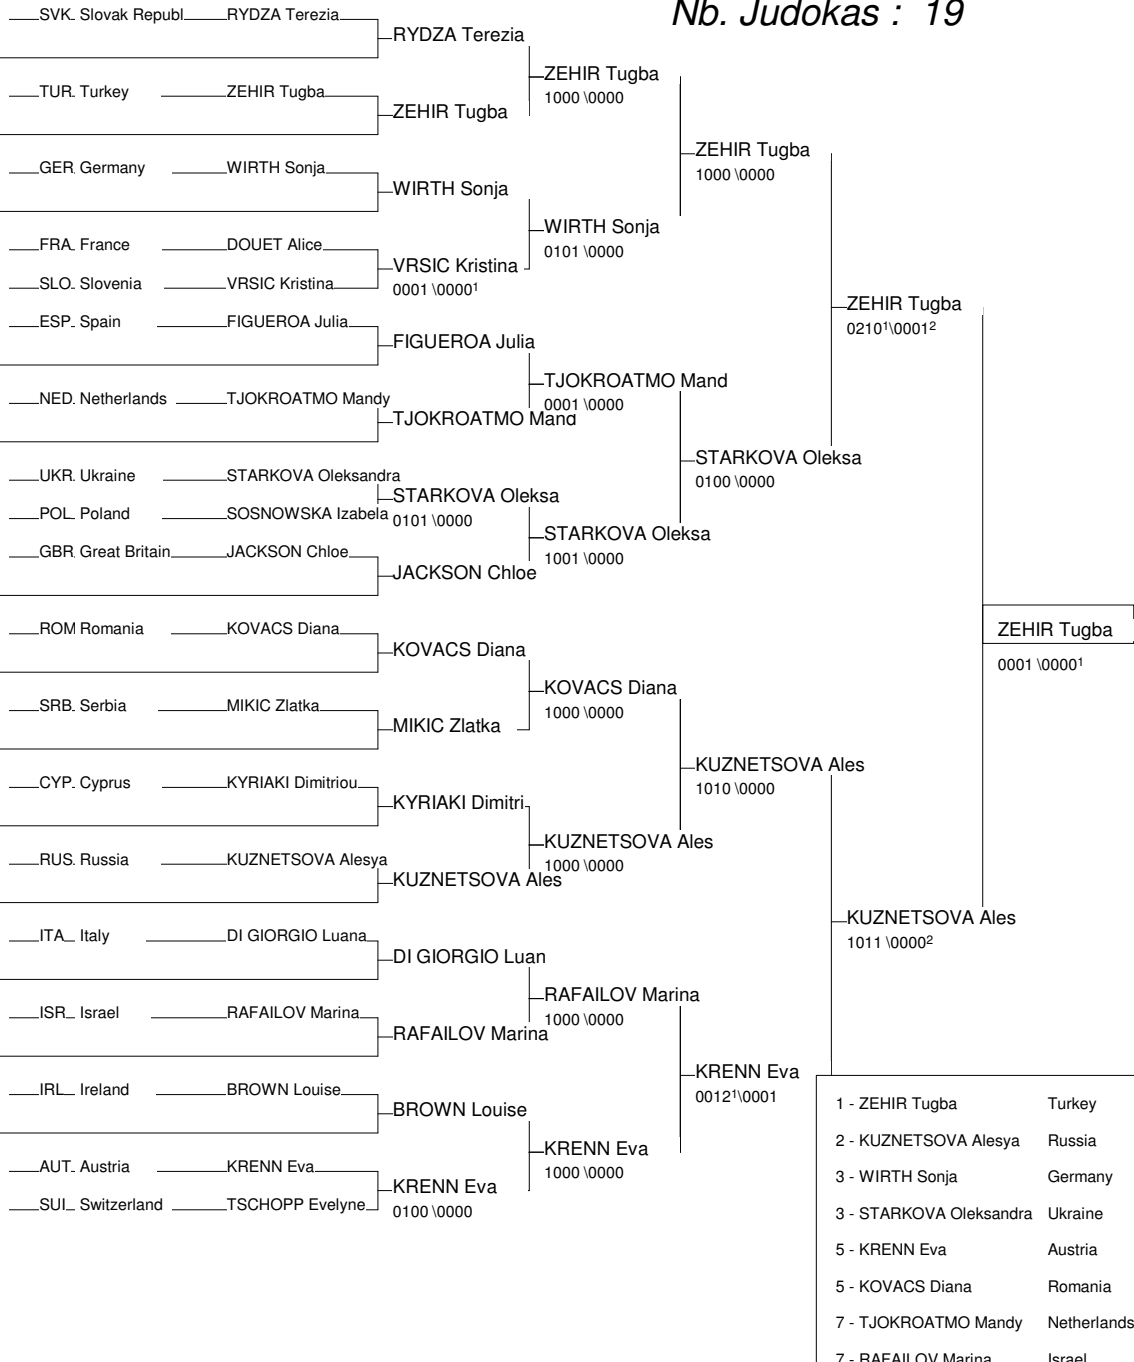 Nb. Judokas : 19
SVK Slovak Republ RYDZA Terezia
RYDZA Terezia
ZEHIR Tugba
1000 \0000
TUR Turkey ZEHIR Tugba
ZEHIR Tugba
ZEHIR Tugba
1000 \0000
GER Germany WIRTH Sonja
WIRTH Sonja
WIRTH Sonja
0101 \0000
FRA France DOUET Alice
VRSIC Kristina
0001 \0000¹
SLO Slovenia VRSIC Kristina
ZEHIR Tugba
0210¹\0001²
ESP Spain FIGUEROA Julia
FIGUEROA Julia
TJOKROATMO Mand
0001 \0000
NED Netherlands TJOKROATMO Mandy
TJOKROATMO Mand
STARKOVA Oleksa
0100 \0000
UKR Ukraine STARKOVA Oleksandra
STARKOVA Oleksa
0101 \0000
POL Poland SOSNOWSKA Izabela
STARKOVA Oleksa
1001 \0000
GBR Great Britain JACKSON Chloe
JACKSON Chloe
ZEHIR Tugba
0001 \0000¹
ROM Romania KOVACS Diana
KOVACS Diana
KOVACS Diana
1000 \0000
SRB Serbia MIKIC Zlatka
MIKIC Zlatka
KUZNETSOVA Ales
1010 \0000
CYP Cyprus KYRIAKI Dimitriou
KYRIAKI Dimitri
KUZNETSOVA Ales
1000 \0000
RUS Russia KUZNETSOVA Alesya
KUZNETSOVA Ales
KUZNETSOVA Ales
1011 \0000²
ITA Italy DI GIORGIO Luana
DI GIORGIO Luan
RAFAILOV Marina
1000 \0000
ISR Israel RAFAILOV Marina
RAFAILOV Marina
KRENN Eva
0012¹\0001
IRL Ireland BROWN Louise
BROWN Louise
KRENN Eva
1000 \0000
AUT Austria KRENN Eva
KRENN Eva
0100 \0000
SUI Switzerland TSCHOPP Evelyne
1 - ZEHIR Tugba Turkey
2 - KUZNETSOVA Alesya Russia
3 - WIRTH Sonja Germany
3 - STARKOVA Oleksandra Ukraine
5 - KRENN Eva Austria
5 - KOVACS Diana Romania
7 - TJOKROATMO Mandy Netherlands
7 - RAFAILOV Marina Israel